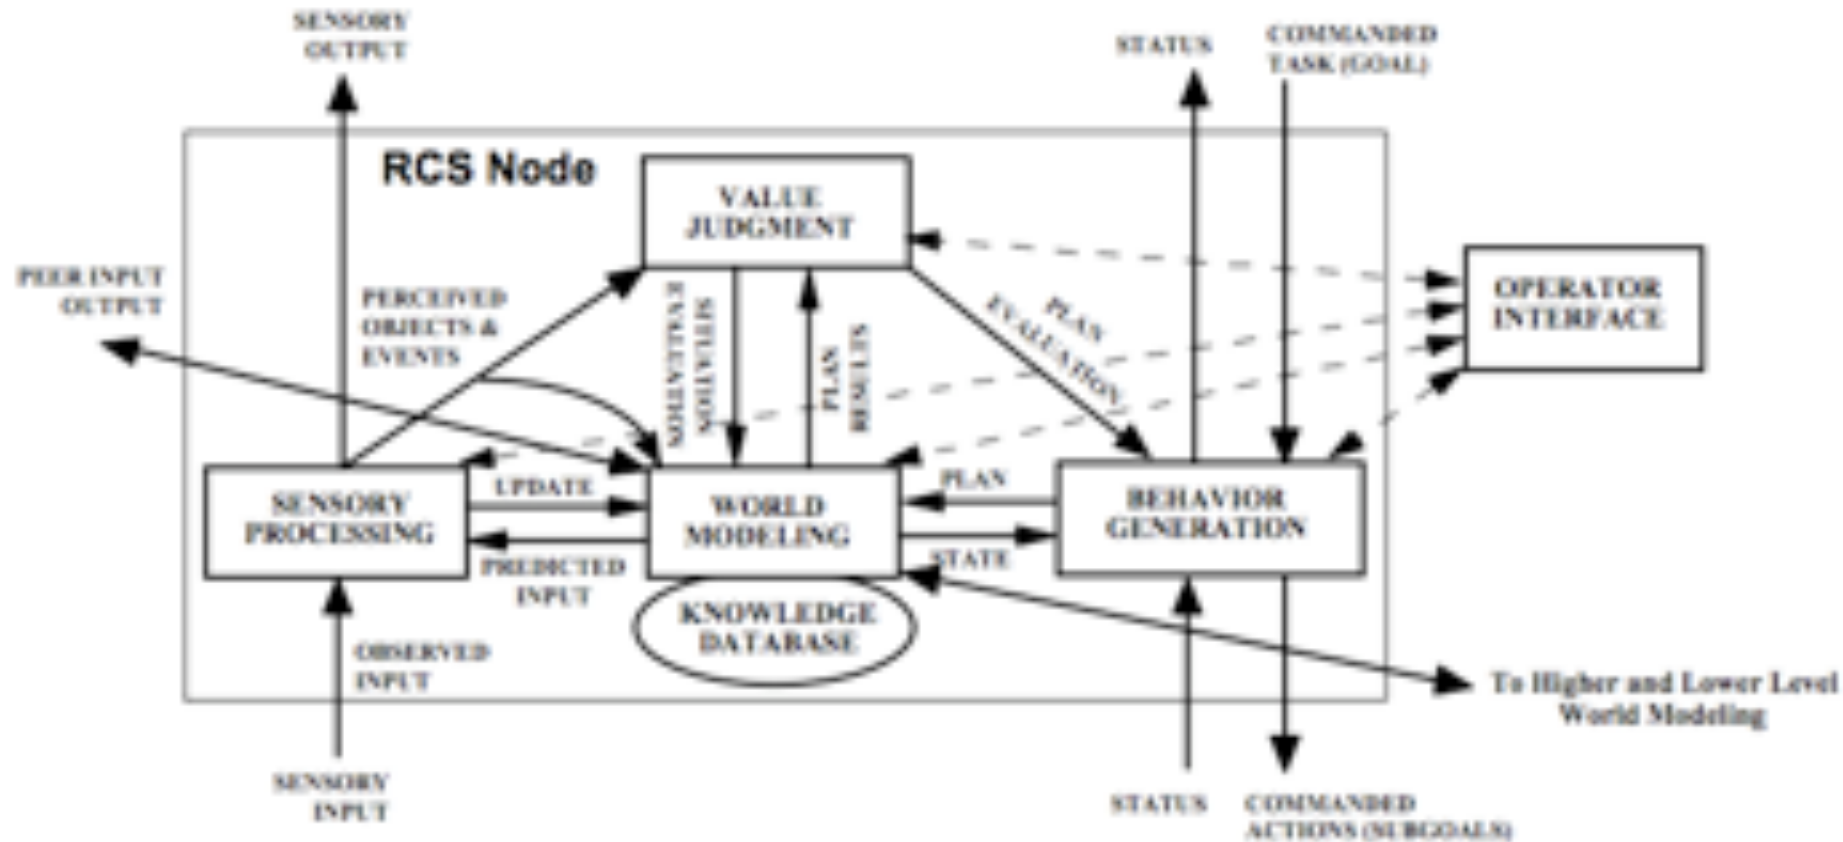 SENSORY
OUTPUT
STATUS
COMMANDED
TASK (GOAL)
RCS Node
VALUE
JUDGMENT
PEER INPUT
OUTPUT
PERCEIVED
OBJECTS &
EVENTS
SITUATION
EVALUATION
PLAN
RESULTS
PLAN
EVALUATION
OPERATOR
INTERFACE
SENSORY
PROCESSING
UPDATE
PREDICTED
INPUT
WORLD
MODELING
PLAN
STATE
BEHAVIOR
GENERATION
KNOWLEDGE
DATABASE
OBSERVED
INPUT
To Higher and Lower Level
World Modeling
SENSORY
INPUT
STATUS
COMMANDED
ACTIONS (SUBGOALS)